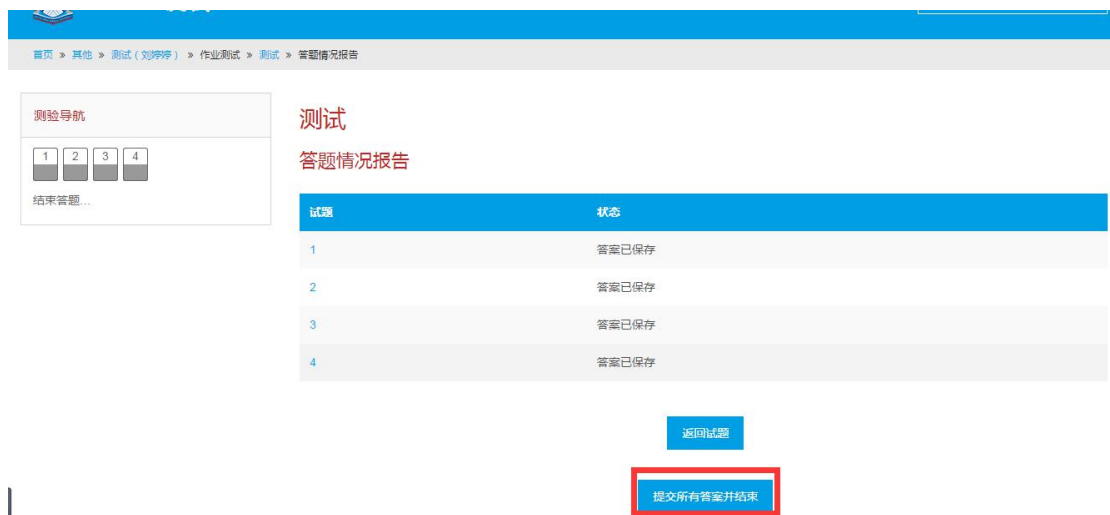 首页 » 其他 » 测试（刘婷婷） » 作业测试 » 测试 » 答题情况报告
测验导航
1 2 3 4
结束答题...
测试
答题情况报告
试题 状态
1 答案已保存
2 答案已保存
3 答案已保存
4 答案已保存
返回试题
提交所有答案并结束